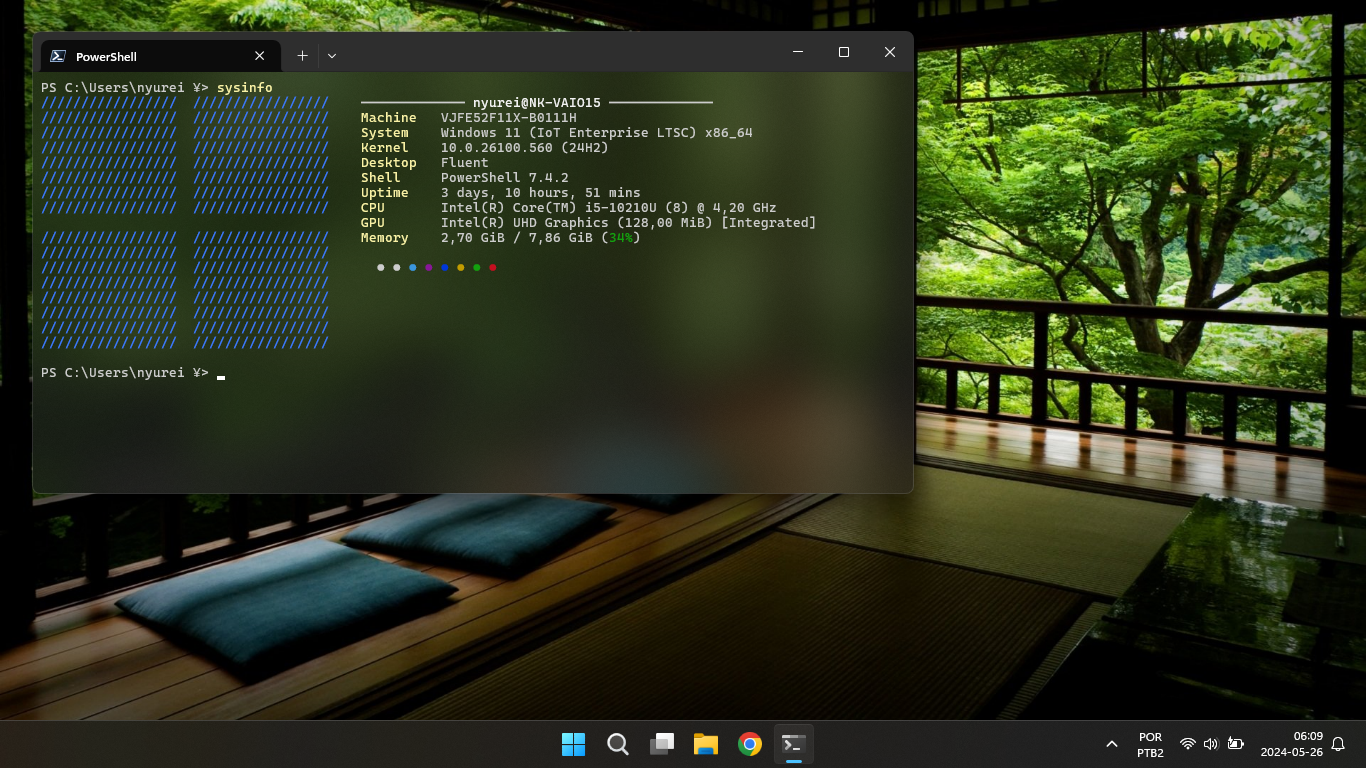 PowerShell
PS C:\Users\nyurei ¥> sysinfo
nyurei@NK-VAIO15
Machine VJFE52F11X-B0111H
System Windows 11 (IoT Enterprise LTSC) x86_64
Kernel 10.0.26100.560 (24H2)
Desktop Fluent
Shell PowerShell 7.4.2
Uptime 3 days, 10 hours, 51 mins
CPU Intel(R) Core(TM) i5-10210U (8) @ 4,20 GHz
GPU Intel(R) UHD Graphics (128,00 MiB) [Integrated]
Memory 2,70 GiB / 7,86 GiB (34%)
PS C:\Users\nyurei ¥>
POR
PTB2
06:09
2024-05-26